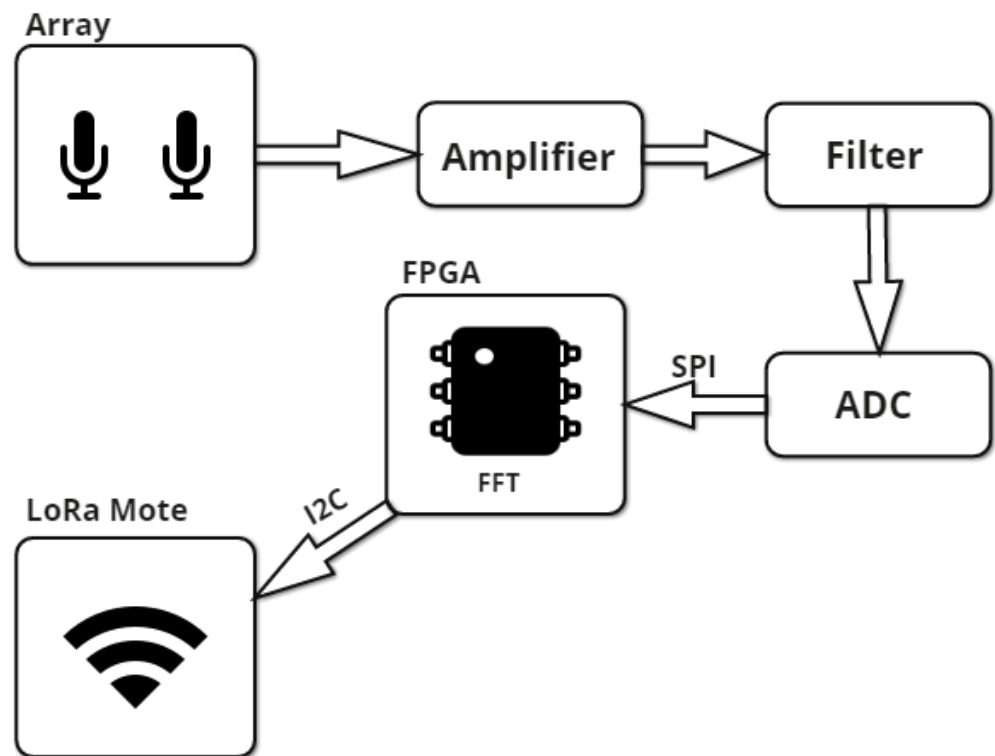 Array
Amplifier
Filter
FPGA
SPI
ADC
FFT
I2C
LoRa Mote